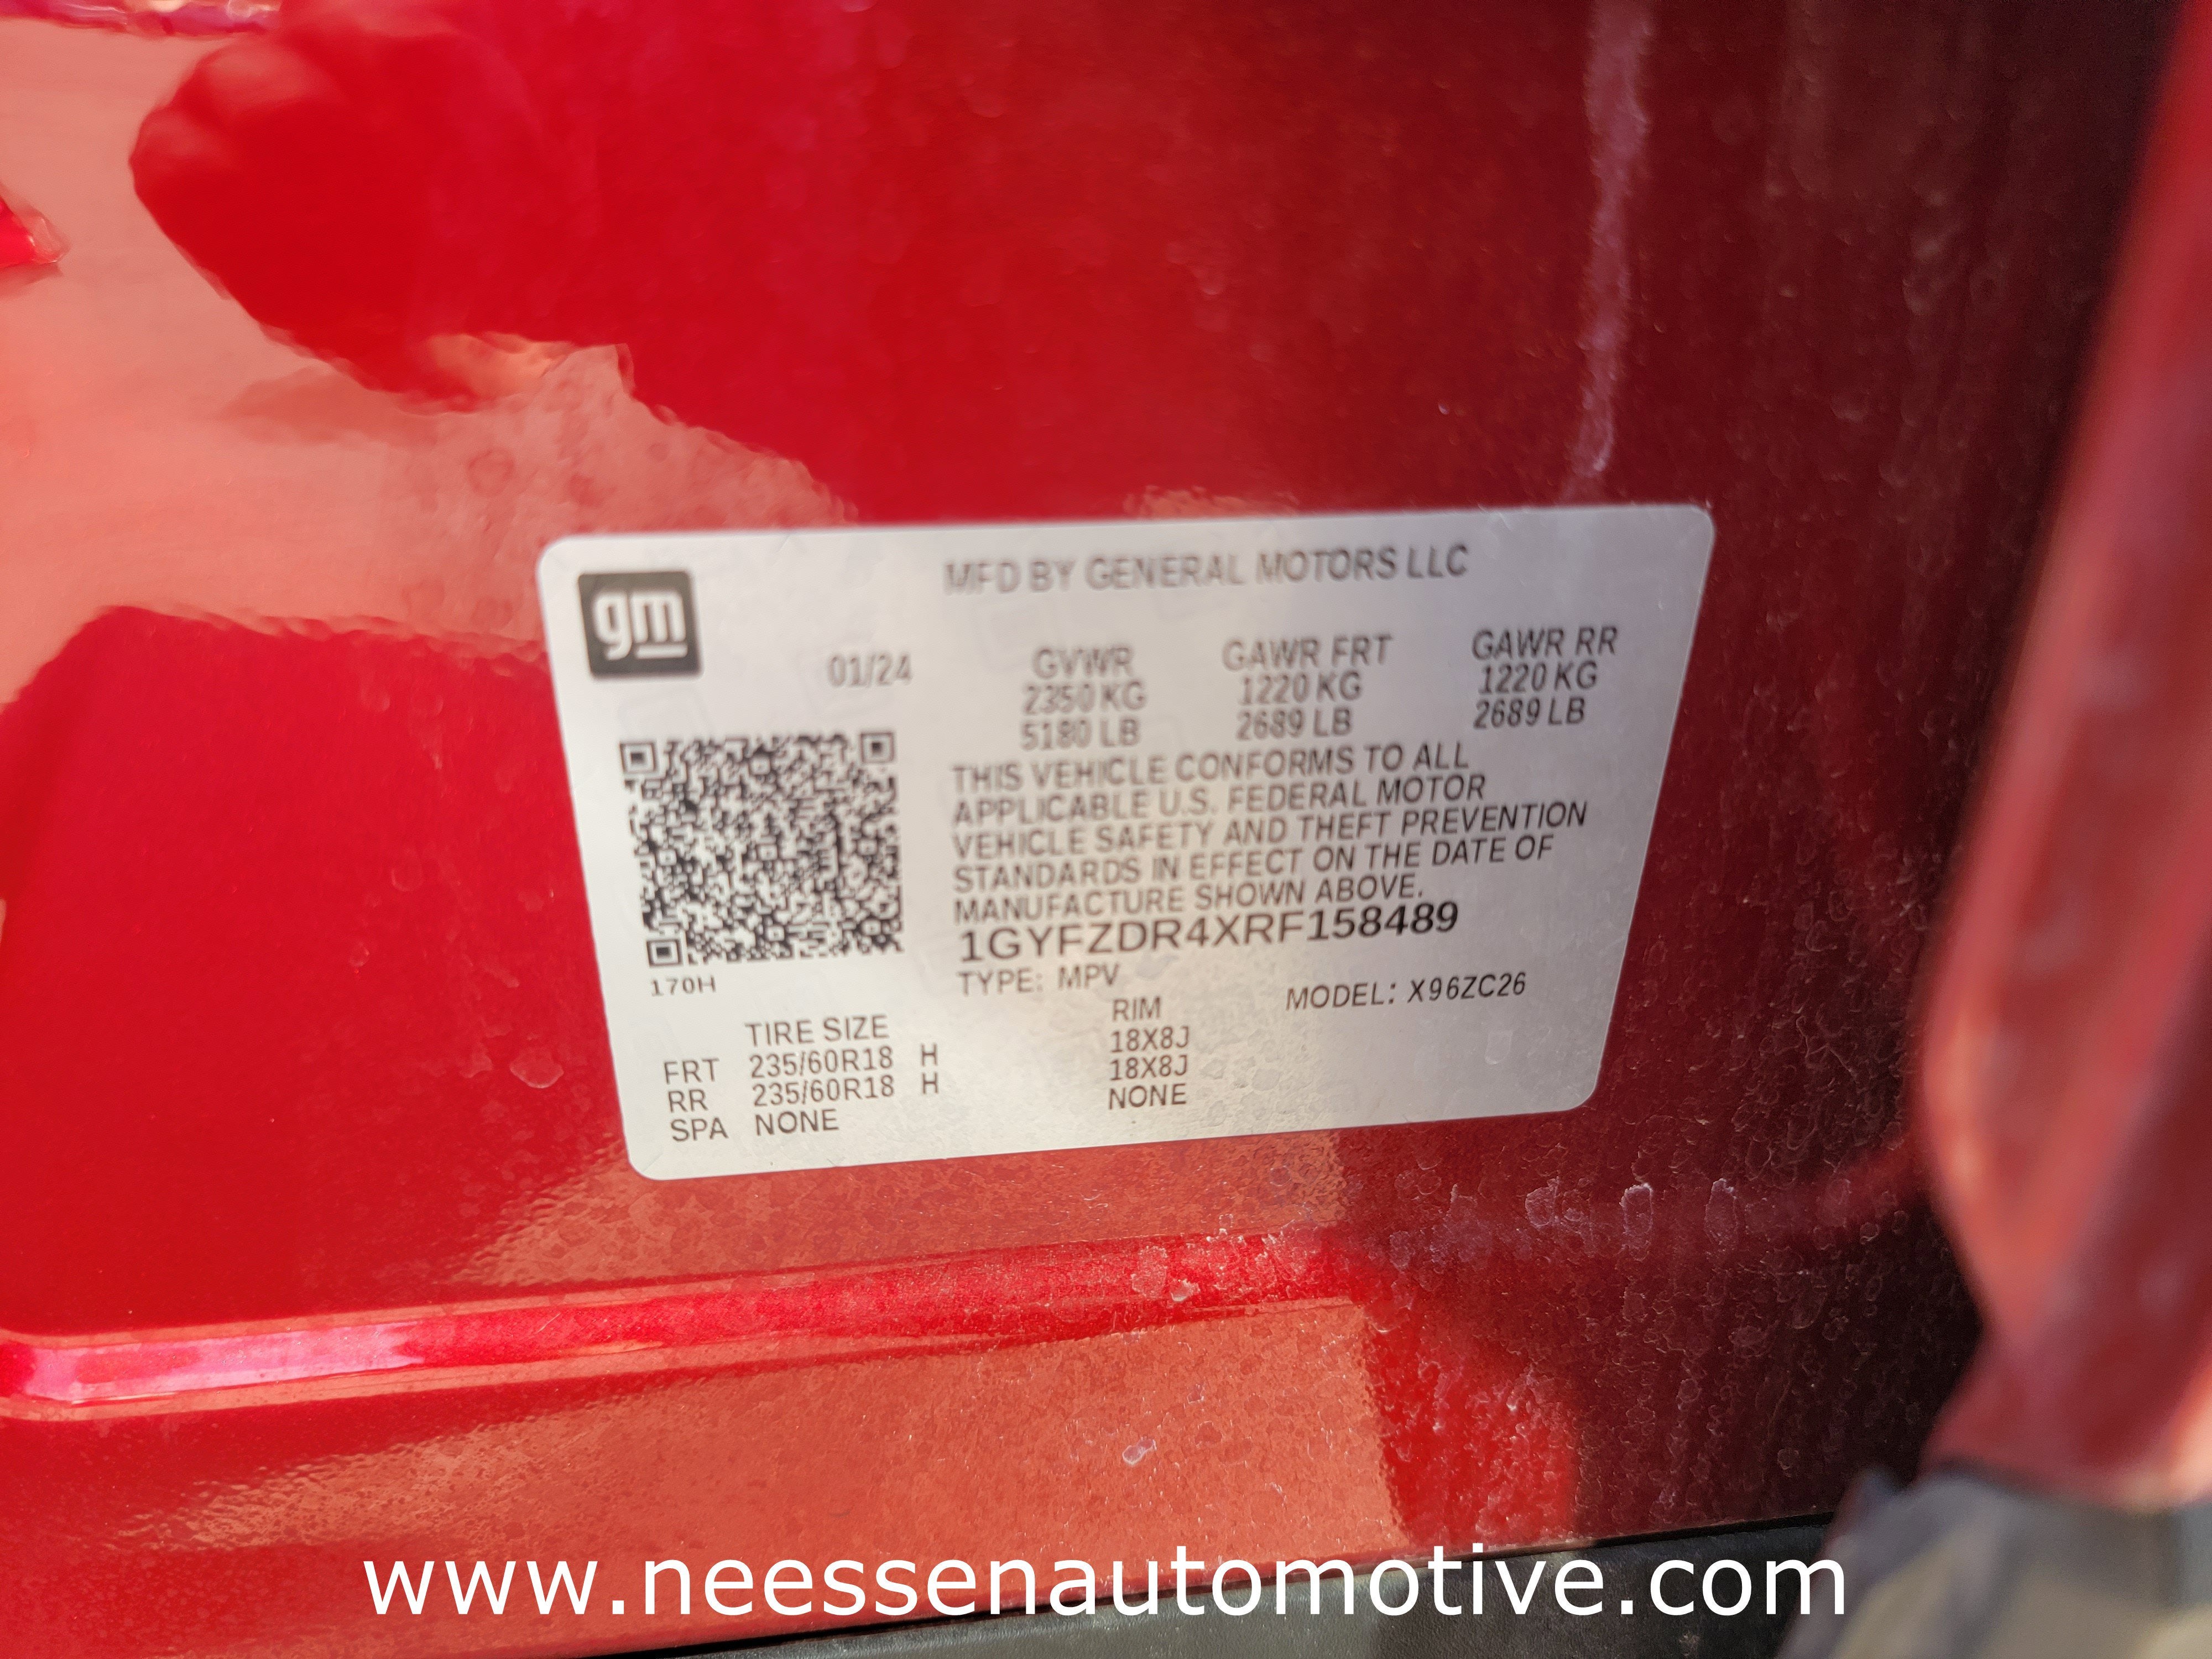 gm
MFD BY GENERAL MOTORS LLC
01/24 GVWR GAWR FRT GAWR RR
2350 KG 1220 KG 1220 KG
5180 LB 2689 LB 2689 LB
THIS VEHICLE CONFORMS TO ALL
APPLICABLE U.S. FEDERAL MOTOR
VEHICLE SAFETY AND THEFT PREVENTION
STANDARDS IN EFFECT ON THE DATE OF
MANUFACTURE SHOWN ABOVE.
1GYFZDR4XRF158489
170H
TYPE: MPV MODEL: X96ZC26
TIRE SIZE RIM
FRT 235/60R18 H 18X8J
RR 235/60R18 H 18X8J
SPA NONE NONE
www.neessenautomotive.com